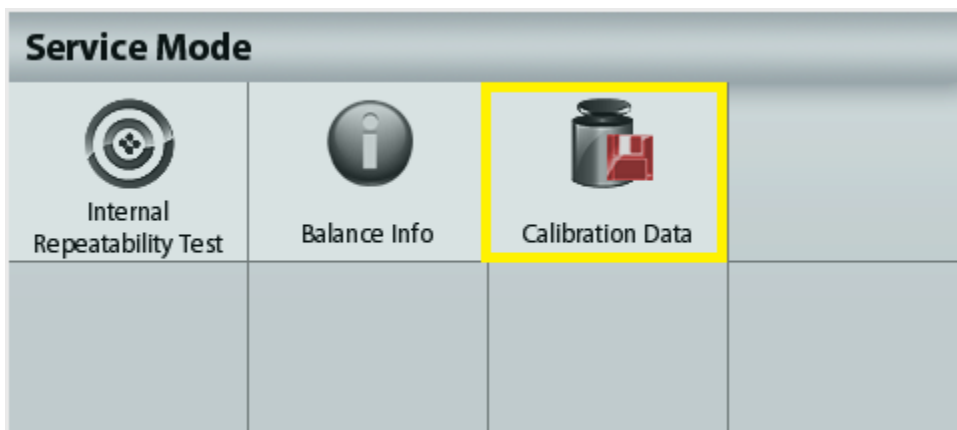 Service Mode
Internal
Repeatability Test
Balance Info
Calibration Data